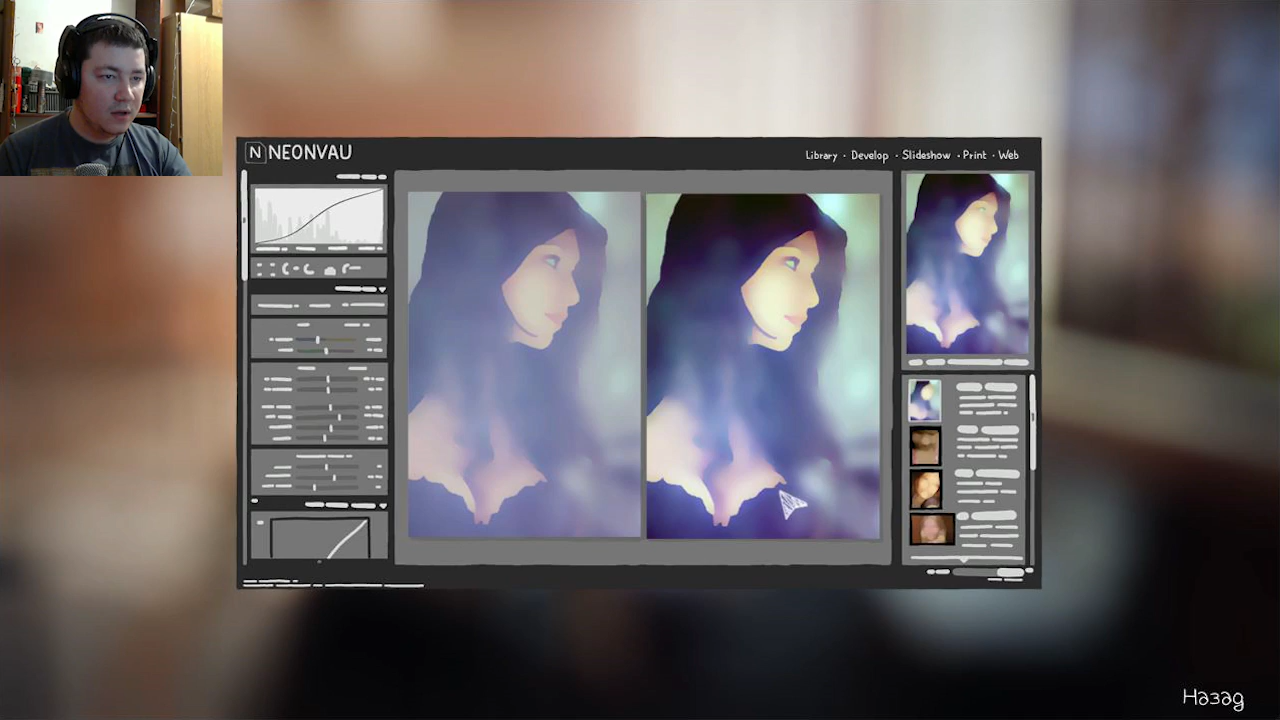 N NEONVAU
Library · Develop · Slideshow · Print · Web
Назад